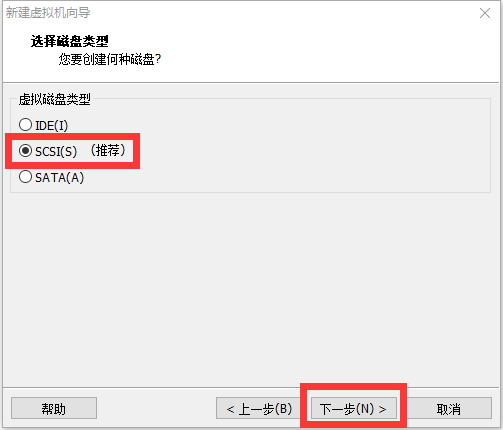 新建虚拟机向导
选择磁盘类型
您要创建何种磁盘?
虚拟磁盘类型
IDE(I)
SCSI(S) （推荐）
SATA(A)
帮助 < 上一步(B) 下一步(N) > 取消